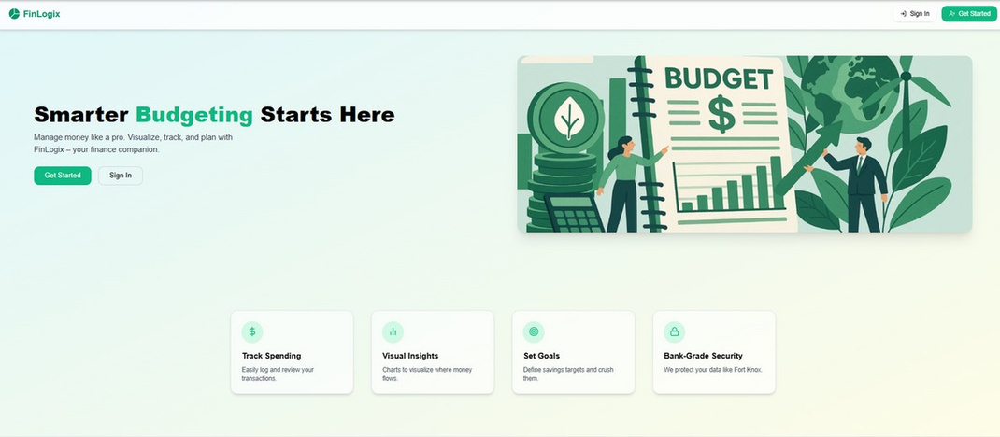 FinLogix
Sign In
Get Started
Smarter Budgeting Starts Here
Manage money like a pro. Visualize, track, and plan with
FinLogix – your finance companion.
Get Started
Sign In
BUDGET
$
Track Spending
Easily log and review your
transactions.
Visual Insights
Charts to visualize where money
flows.
Set Goals
Define savings targets and crush
them.
Bank-Grade Security
We protect your data like Fort Knox.